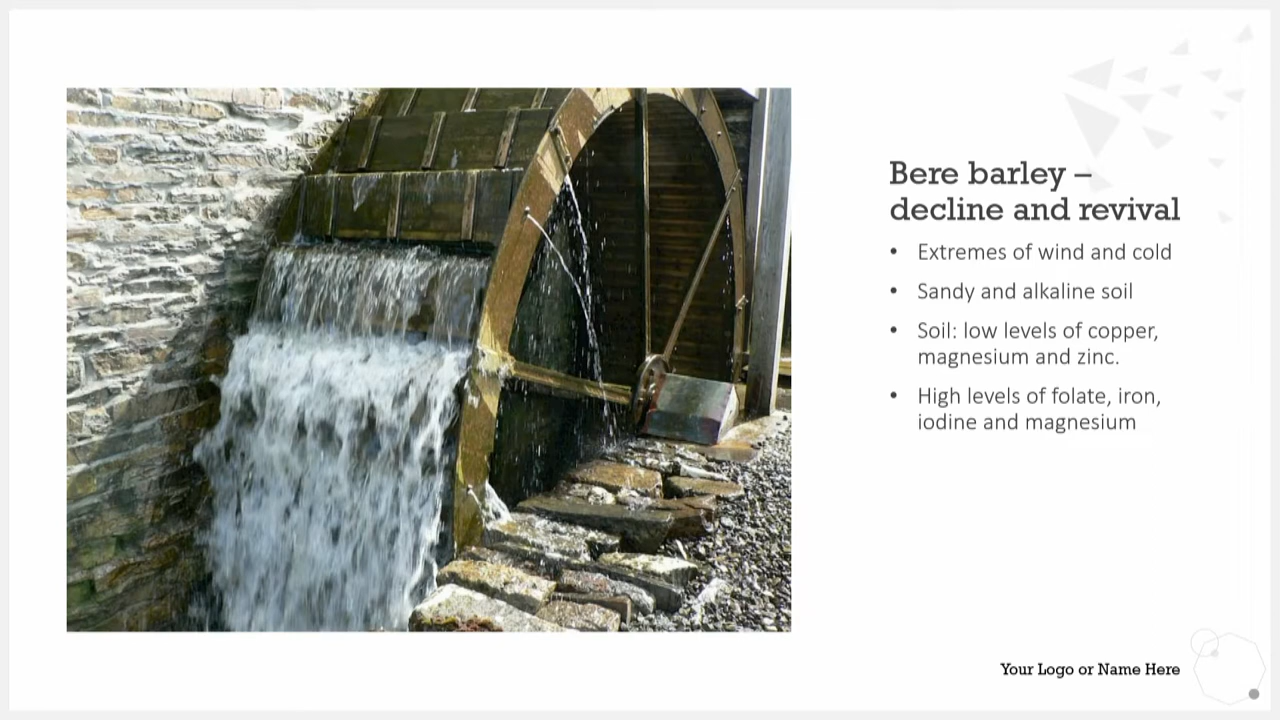 Bere barley –
decline and revival
• Extremes of wind and cold
• Sandy and alkaline soil
• Soil: low levels of copper,
magnesium and zinc.
• High levels of folate, iron,
iodine and magnesium
Your Logo or Name Here